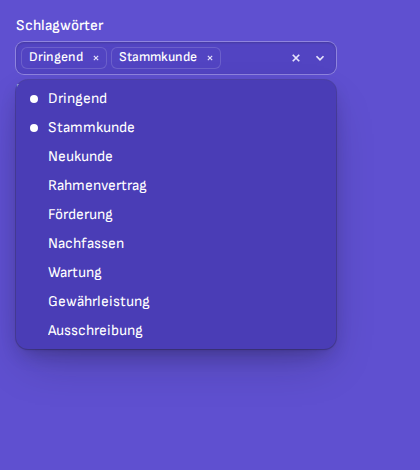 Schlagwörter
Dringend × Stammkunde ×
Dringend
Stammkunde
Neukunde
Rahmenvertrag
Förderung
Nachfassen
Wartung
Gewährleistung
Ausschreibung